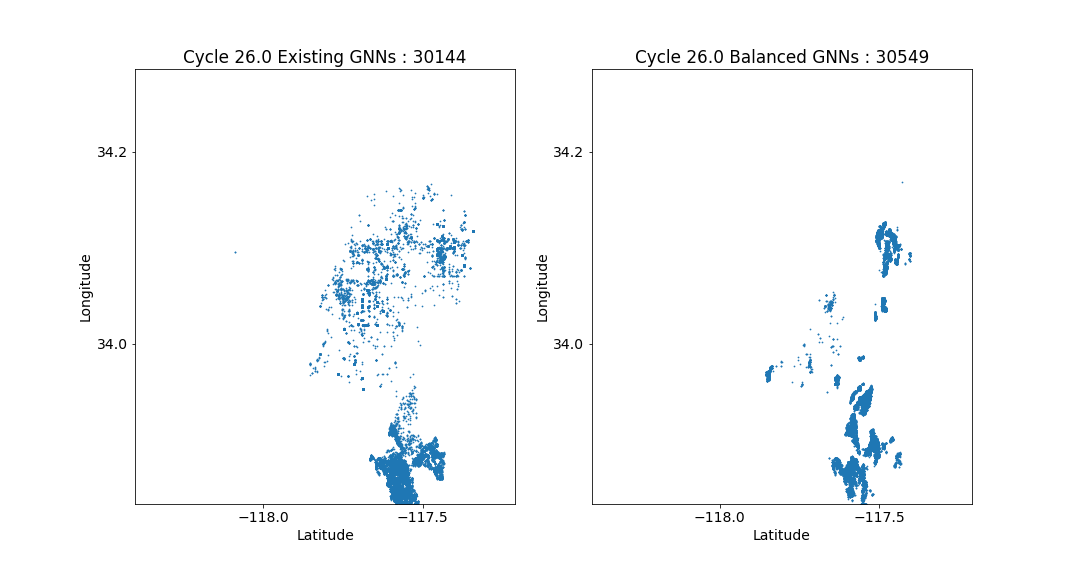 Cycle 26.0 Existing GNNs : 30144
34.2
34.0
Longitude
−118.0
−117.5
Latitude
Cycle 26.0 Balanced GNNs : 30549
34.2
34.0
Longitude
−118.0
−117.5
Latitude